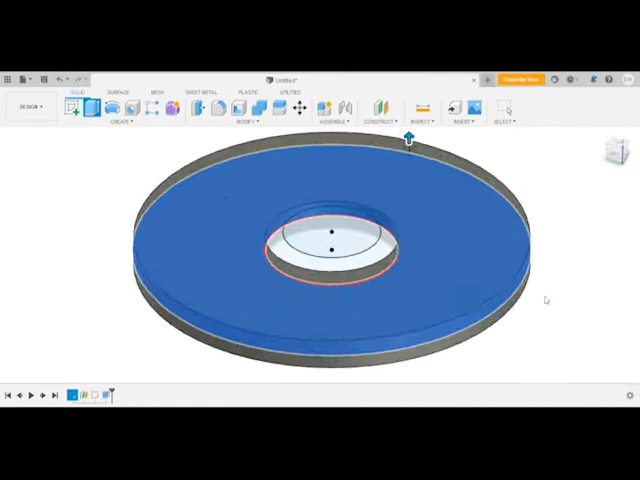 Untitled*
Subscribe Now
SOLID SURFACE MESH SHEET METAL PLASTIC UTILITIES
DESIGN
CREATE MODIFY ASSEMBLE CONSTRUCT INSPECT INSERT SELECT